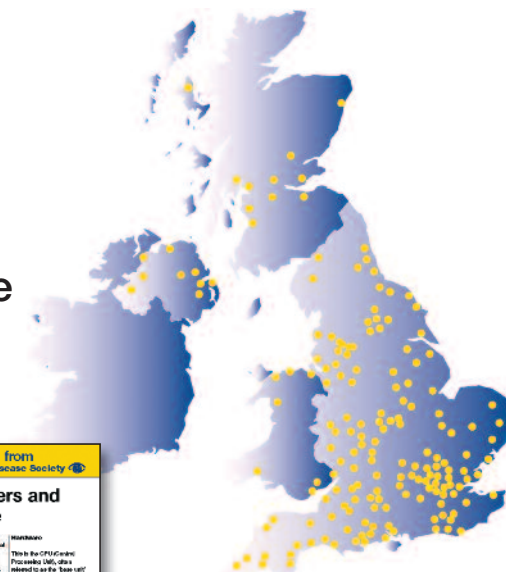 e
from
sease Society
ers and
e
Hardware
This is the CPU (Central
Processing Unit), often
referred to as the 'base unit'